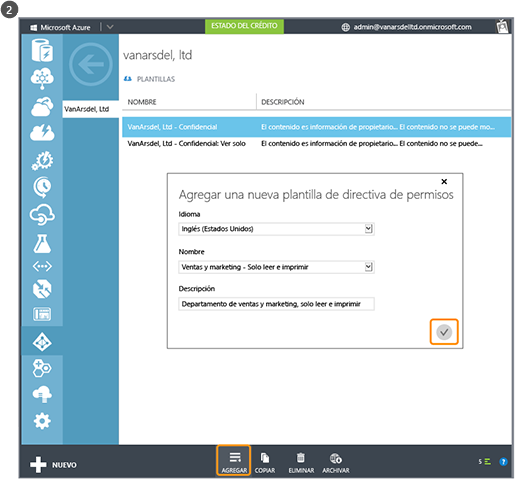 2
Microsoft Azure
ESTADO DEL CRÉDITO
admin@vanarsdelltd.onmicrosoft.com
vanarsdel, ltd
PLANTILLAS
VanArsdel, Ltd
NOMBRE DESCRIPCIÓN
VanArsdel, Ltd - Confidencial El contenido es información de propietario... El contenido no se puede mo...
VanArsdel, Ltd - Confidencial: Ver solo El contenido es información de propietario... El contenido no se puede...
×
Agregar una nueva plantilla de directiva de permisos
Idioma
Inglés (Estados Unidos)
Nombre
Ventas y marketing - Solo leer e imprimir
Descripción
Departamento de ventas y marketing, solo leer e imprimir
NUEVO
AGREGAR COPIAR ELIMINAR ARCHIVAR
5 ?